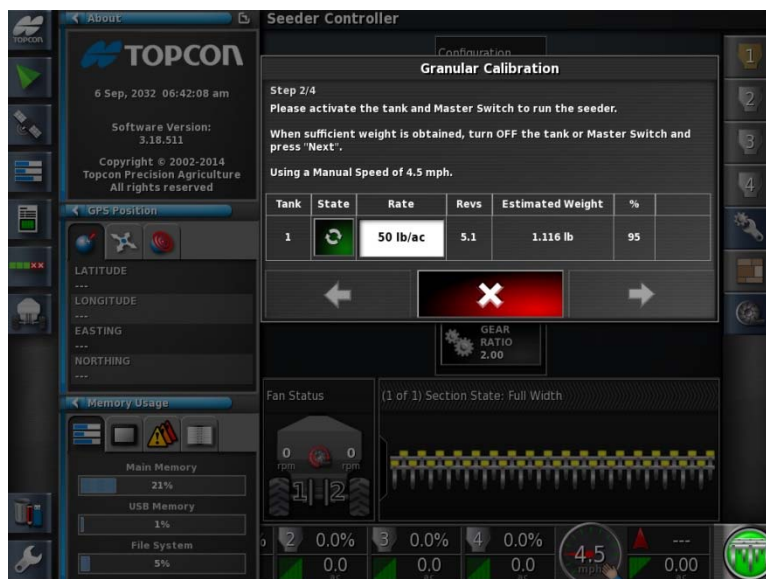 TOPCON
About
TOPCON
6 Sep, 2032 06:42:08 am
Software Version:
3.18.511
Copyright © 2002-2014
Topcon Precision Agriculture
All rights reserved
GPS Position
LATITUDE
---
LONGITUDE
---
EASTING
---
NORTHING
---
Memory Usage
Main Memory
21%
USB Memory
1%
File System
5%
Seeder Controller
Configuration
Granular Calibration
Step 2/4
Please activate the tank and Master Switch to run the seeder.
When sufficient weight is obtained, turn OFF the tank or Master Switch and
press "Next".
Using a Manual Speed of 4.5 mph.
Tank State Rate Revs Estimated Weight %
1 50 lb/ac 5.1 1.116 lb 95
GEAR
RATIO
2.00
Fan Status
0 0
rpm rpm
1 2
(1 of 1) Section State: Full Width
2 0.0% 3 0.0% 4 0.0% 4.5 ---
0.0 0.0 0.0 mph 0.00
ac ac ac
1
2
3
4